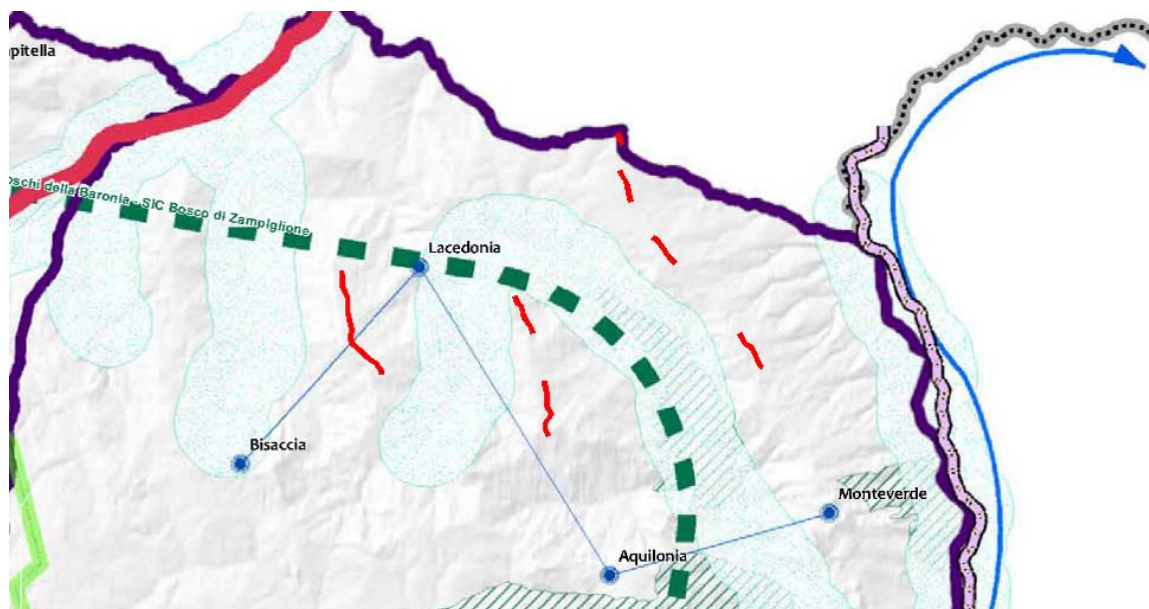 pitella
oschi della Baronia - SIC Bosco di Zampiglione
Lacedonia
Bisaccia
Monteverde
Aquilonia